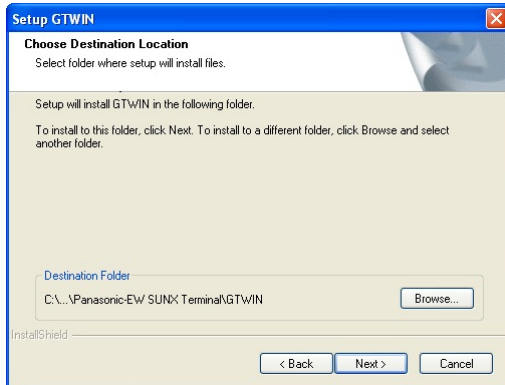 Setup GTWIN
Choose Destination Location
Select folder where setup will install files.
Setup will install GTWIN in the following folder.
To install to this folder, click Next. To install to a different folder, click Browse and select
another folder.
Destination Folder
C:\...\Panasonic-EW SUNX Terminal\GTWIN
Browse...
InstallShield
< Back
Next >
Cancel